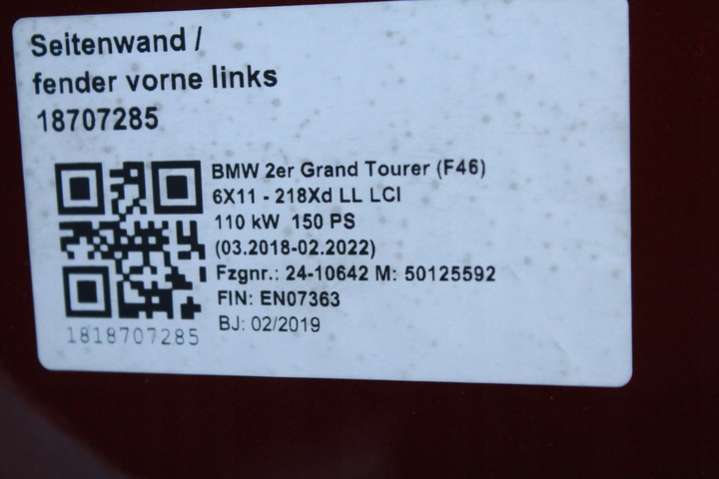 Seitenwand /
fender vorne links
18707285
BMW 2er Grand Tourer (F46)
6X11 - 218Xd LL LCI
110 kW 150 PS
(03.2018-02.2022)
Fzgnr.: 24-10642 M: 50125592
FIN: EN07363
BJ: 02/2019
1818707285